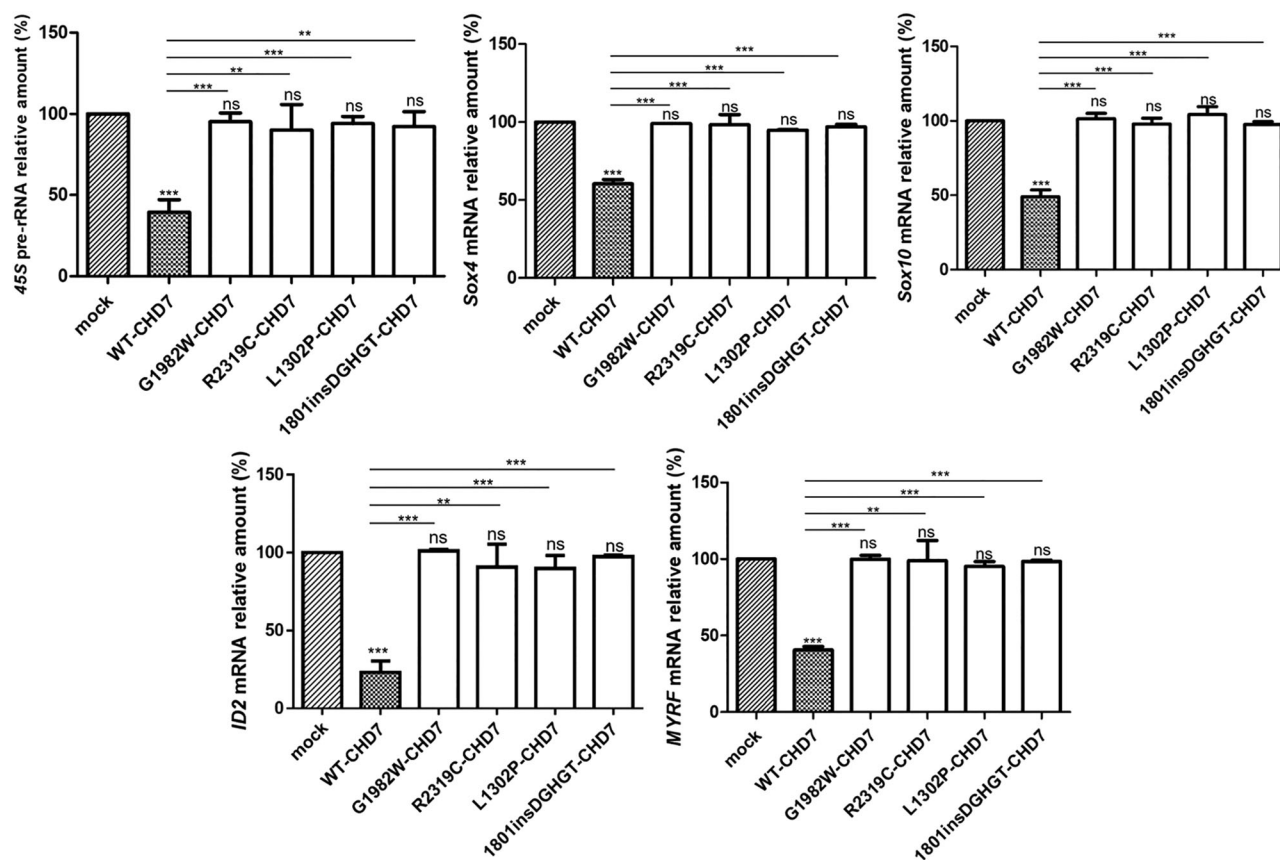 45S pre-rRNA relative amount (%)
150
100
50
0
**
***
**
***
ns
ns
ns
ns
***
mock
WT-CHD7
G1982W-CHD7
R2319C-CHD7
L1302P-CHD7
1801insDGHGT-CHD7
Sox4 mRNA relative amount (%)
150
100
50
0
***
***
***
***
ns
ns
ns
ns
***
mock
WT-CHD7
G1982W-CHD7
R2319C-CHD7
L1302P-CHD7
1801insDGHGT-CHD7
Sox10 mRNA relative amount (%)
150
100
50
0
***
***
***
***
ns
ns
ns
ns
***
mock
WT-CHD7
G1982W-CHD7
R2319C-CHD7
L1302P-CHD7
1801insDGHGT-CHD7
ID2 mRNA relative amount (%)
150
100
50
0
***
***
**
***
ns
ns
ns
ns
***
mock
WT-CHD7
G1982W-CHD7
R2319C-CHD7
L1302P-CHD7
1801insDGHGT-CHD7
MYRF mRNA relative amount (%)
150
100
50
0
***
***
**
***
ns
ns
ns
ns
***
mock
WT-CHD7
G1982W-CHD7
R2319C-CHD7
L1302P-CHD7
1801insDGHGT-CHD7